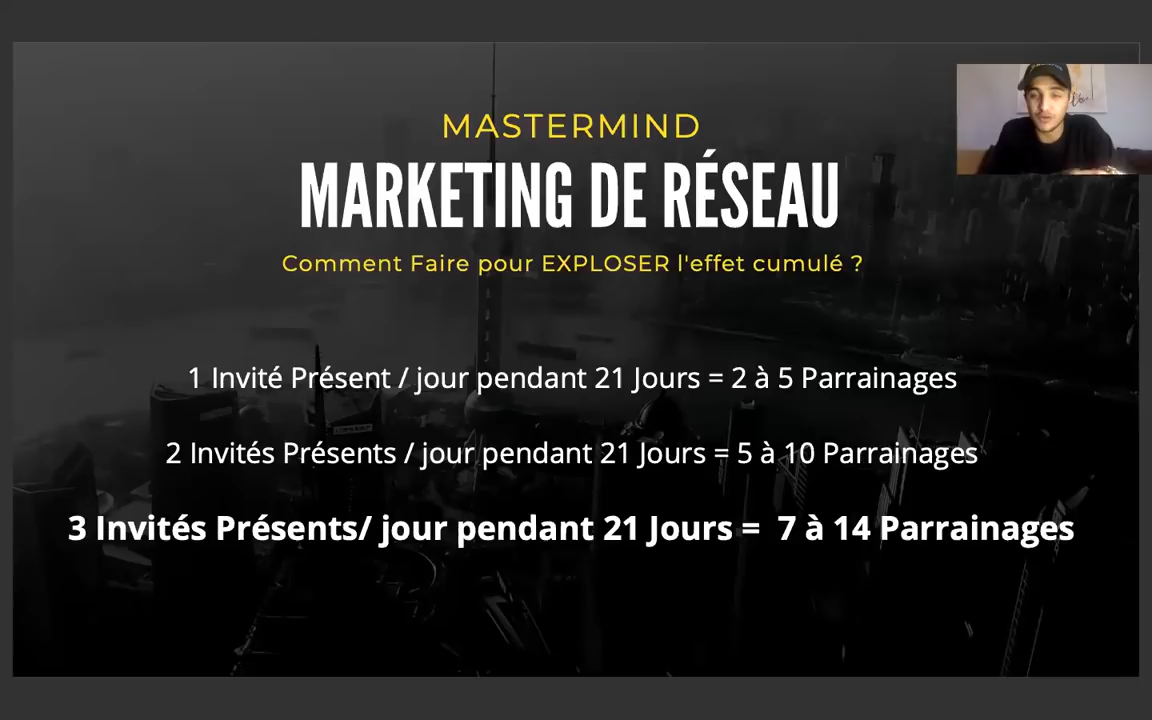 MASTERMIND
MARKETING DE RÉSEAU
Comment Faire pour EXPLOSER l'effet cumulé ?
1 Invité Présent / jour pendant 21 Jours = 2 à 5 Parrainages
2 Invités Présents / jour pendant 21 Jours = 5 à 10 Parrainages
3 Invités Présents/ jour pendant 21 Jours = 7 à 14 Parrainages